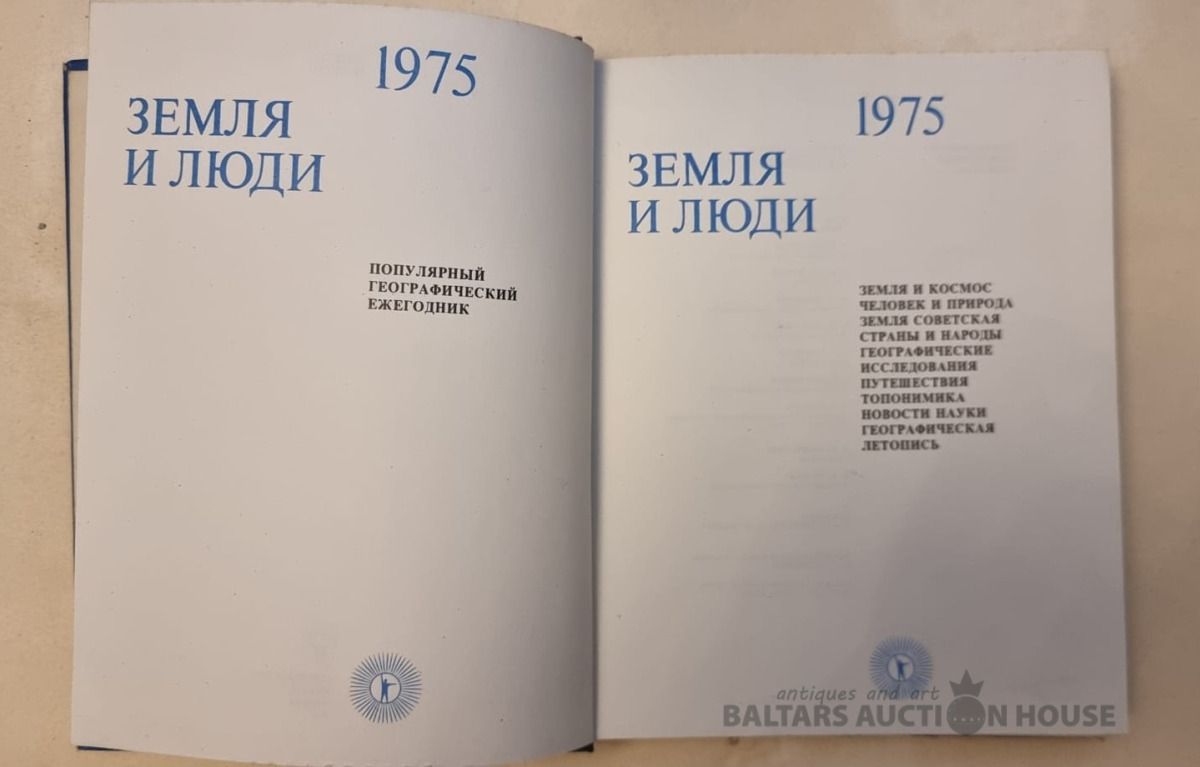 1975
ЗЕМЛЯ
И ЛЮДИ
ПОПУЛЯРНЫЙ
ГЕОГРАФИЧЕСКИЙ
ЕЖЕГОДНИК
1975
ЗЕМЛЯ
И ЛЮДИ
ЗЕМЛЯ И КОСМОС
ЧЕЛОВЕК И ПРИРОДА
ЗЕМЛЯ СОВЕТСКАЯ
СТРАНЫ И НАРОДЫ
ГЕОГРАФИЧЕСКИЕ
ИССЛЕДОВАНИЯ
ПУТЕШЕСТВИЯ
ТОПОНИМИКА
НОВОСТИ НАУКИ
ГЕОГРАФИЧЕСКАЯ
ЛЕТОПИСЬ
antiques and art
BALTARS AUCTION HOUSE